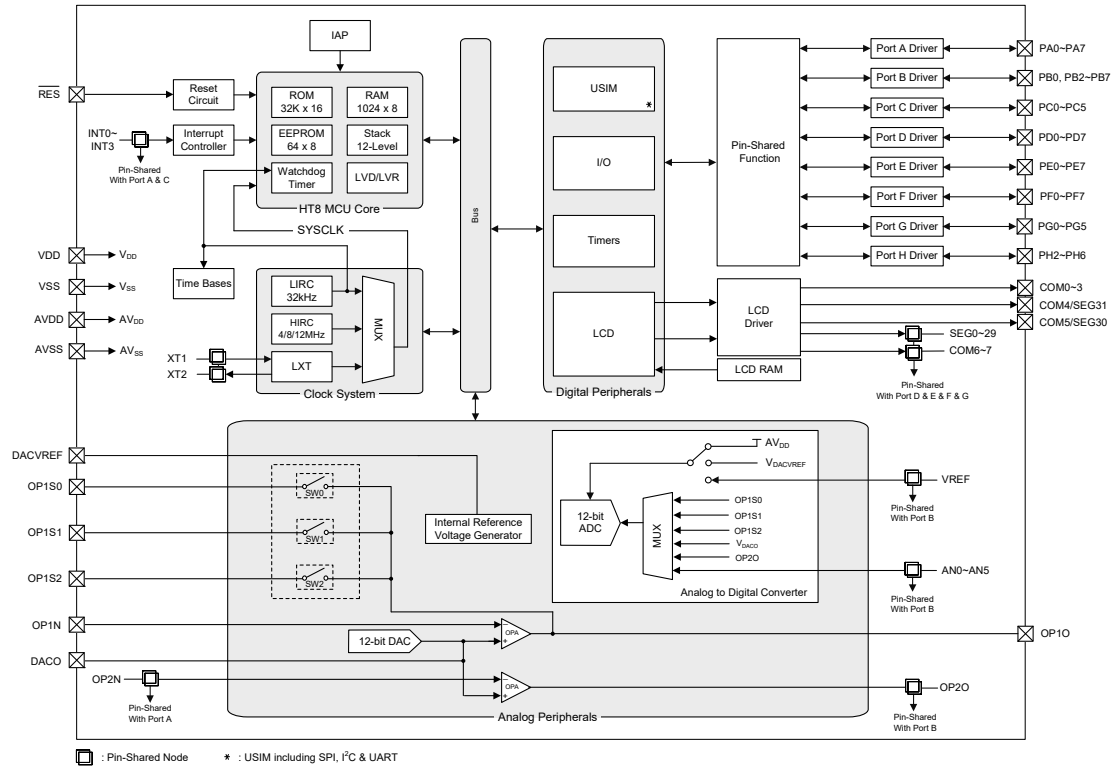 IAP
RES
Reset
Circuit
INT0~
INT3
Interrupt
Controller
Pin-Shared
With Port A & C
ROM
32K x 16
RAM
1024 x 8
EEPROM
64 x 8
Stack
12-Level
Watchdog
Timer
LVD/LVR
HT8 MCU Core
SYSCLK
VDD
VDD
VSS
VSS
AVDD
AVDD
AVSS
AVSS
Time Bases
LIRC
32kHz
HIRC
4/8/12MHz
LXT
MUX
XT1
XT2
Clock System
Bus
USIM
*
I/O
Timers
LCD
Digital Peripherals
Pin-Shared
Function
Port A Driver
PA0~PA7
Port B Driver
PB0, PB2~PB7
Port C Driver
PC0~PC5
Port D Driver
PD0~PD7
Port E Driver
PE0~PE7
Port F Driver
PF0~PF7
Port G Driver
PG0~PG5
Port H Driver
PH2~PH6
LCD
Driver
LCD RAM
COM0~3
COM4/SEG31
COM5/SEG30
SEG0~29
COM6~7
Pin-Shared
With Port D & E & F & G
DACVREF
OP1S0
OP1S1
OP1S2
OP1N
DACO
OP2N
Pin-Shared
With Port A
SW0
SW1
SW2
Internal Reference
Voltage Generator
12-bit DAC
OPA
OPA
AVDD
VDACVREF
12-bit
ADC
MUX
OP1S0
OP1S1
OP1S2
VDACO
OP2O
Analog to Digital Converter
VREF
Pin-Shared
With Port B
AN0~AN5
Pin-Shared
With Port B
OP1O
OP2O
Pin-Shared
With Port B
Analog Peripherals
: Pin-Shared Node
* : USIM including SPI, I²C & UART